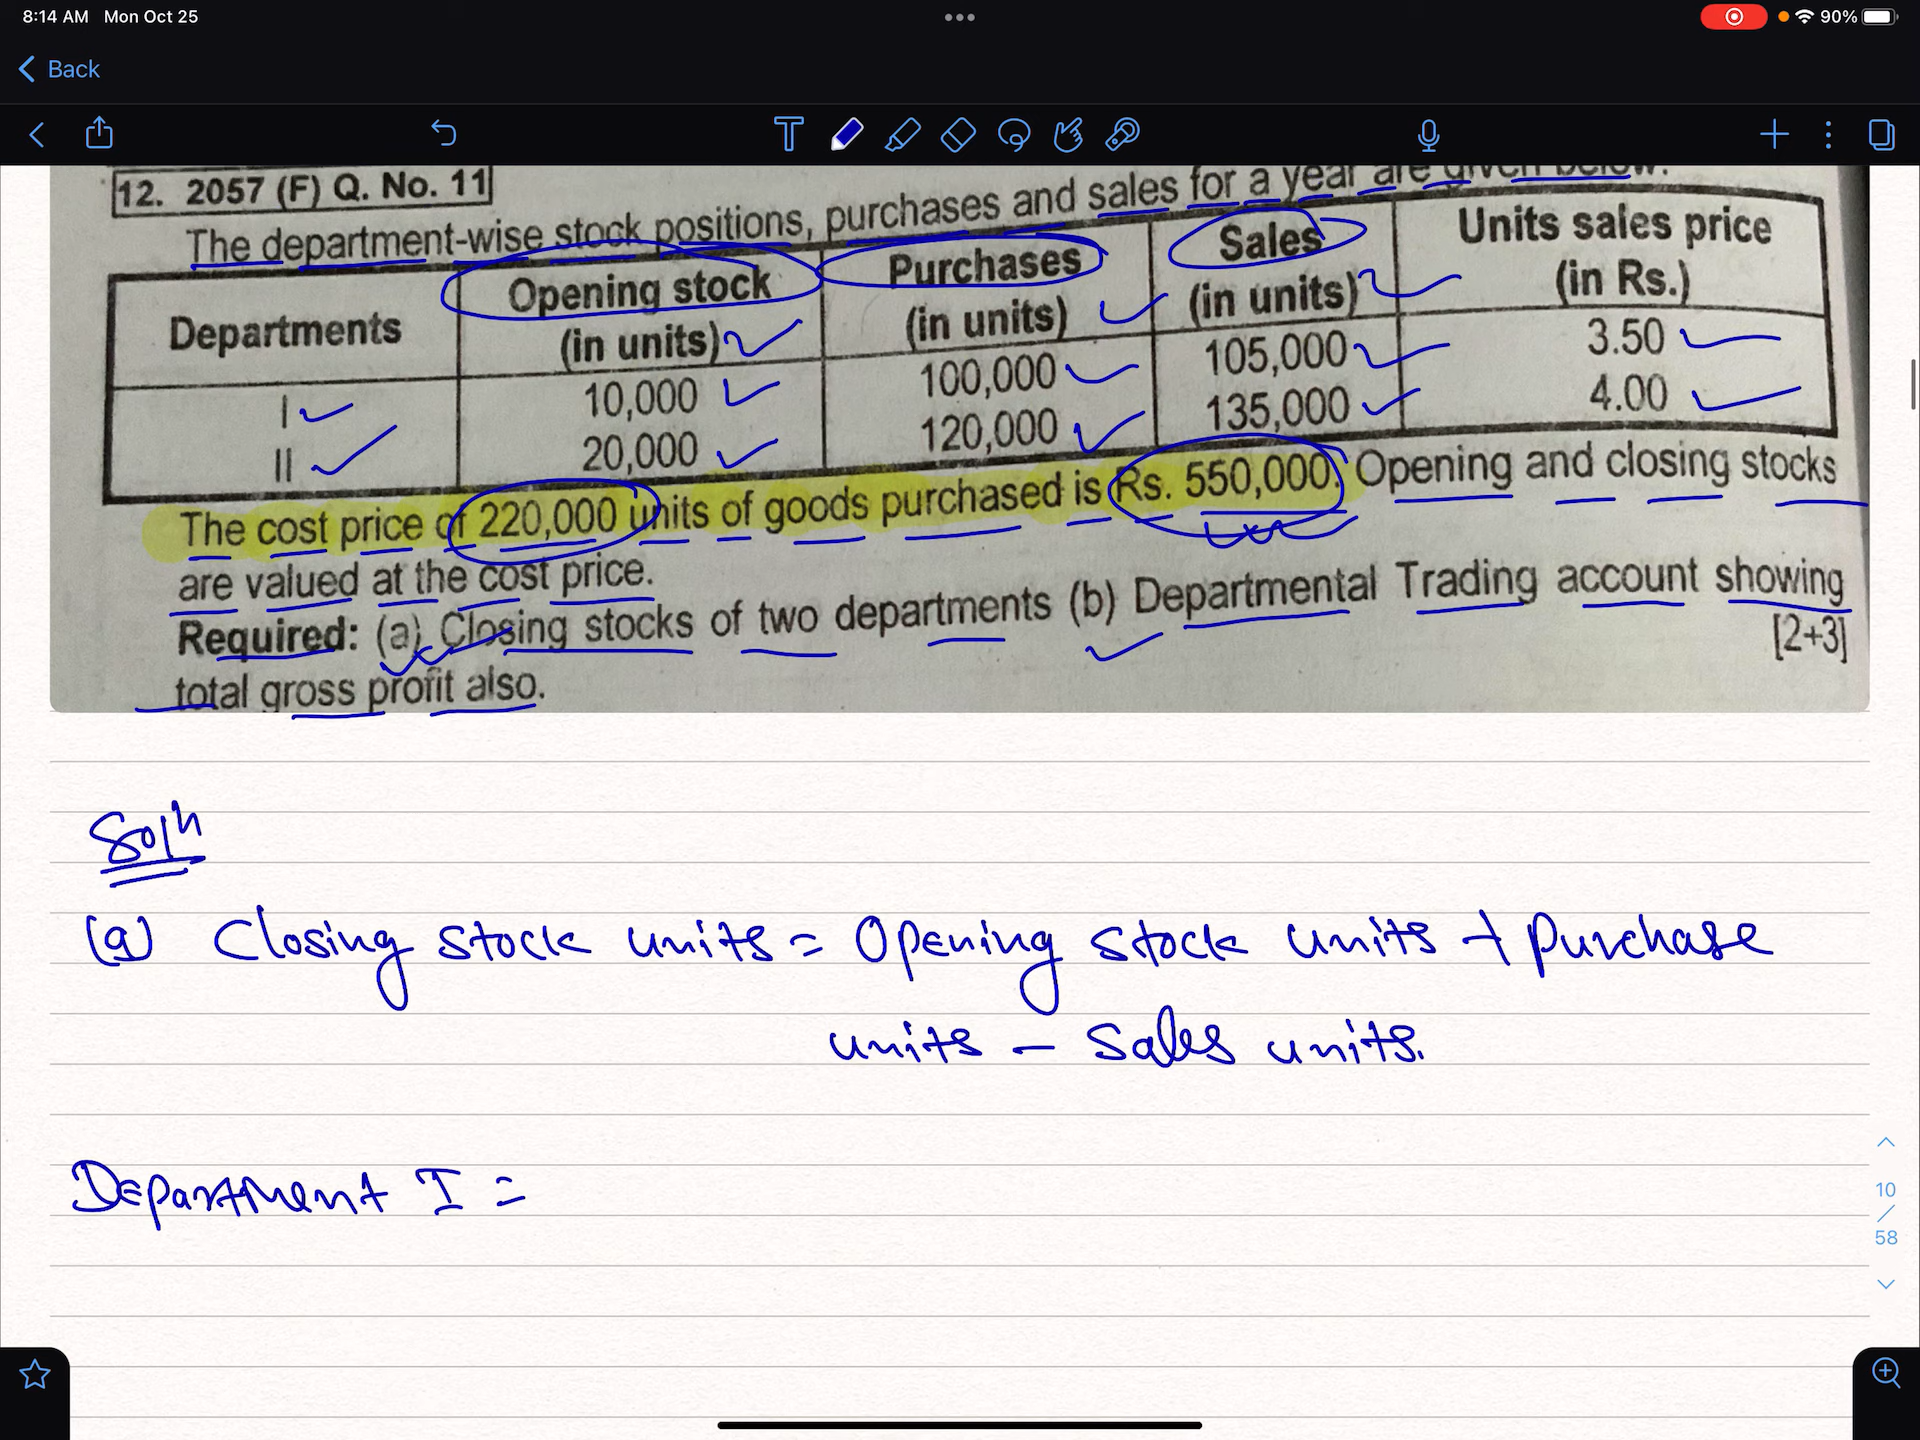 8:14 AM Mon Oct 25
90%
Back
12. 2057 (F) Q. No. 11
The department-wise stock positions, purchases and sales for a year are given below.
Departments
Opening stock (in units)
Purchases (in units)
Sales (in units)
Units sales price (in Rs.)
I 10,000 100,000 105,000 3.50
II 20,000 120,000 135,000 4.00
The cost price of 220,000 units of goods purchased is Rs. 550,000. Opening and closing stocks
are valued at the cost price.
Required: (a) Closing stocks of two departments (b) Departmental Trading account showing
total gross profit also.
[2+3]
Soln
(a) Closing stock units = Opening stock units + Purchase
units - Sales units.
Department I =
10
/
58